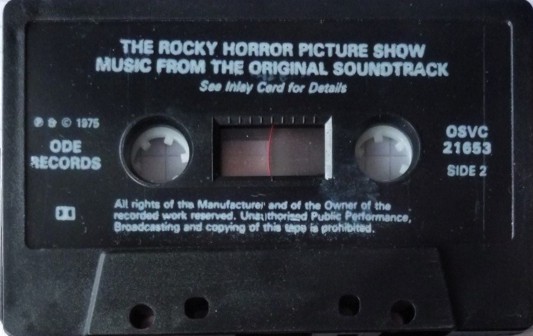 THE ROCKY HORROR PICTURE SHOW
MUSIC FROM THE ORIGINAL SOUNDTRACK
See Inlay Card for Details
℗ & © 1975
ODE
RECORDS
OSVC
21653
SIDE 2
All rights of the Manufacturer and of the Owner of the
recorded work reserved. Unauthorised Public Performance,
Broadcasting and copying of this tape is prohibited.